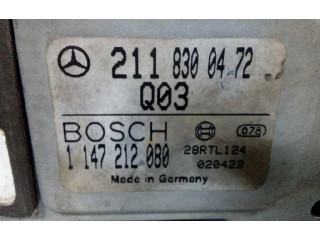 211 830 04 72
Q03
BOSCH 078
1 147 212 080 28RTL124
020423
Made in Germany